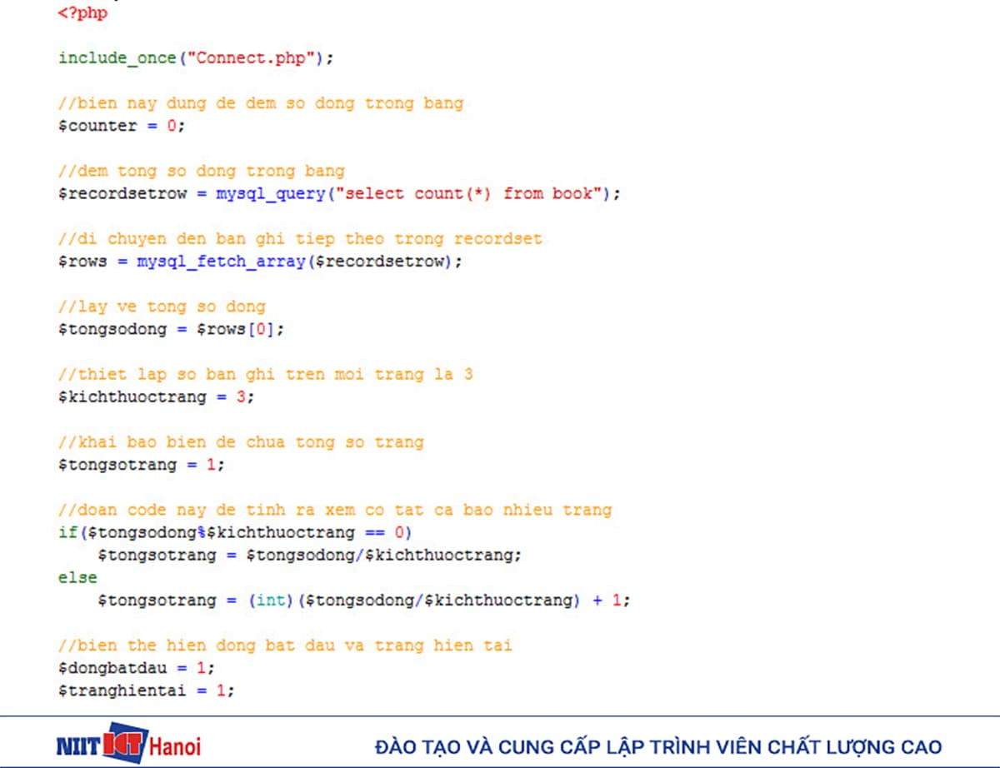 <?php
include_once("Connect.php");
//bien nay dung de dem so dong trong bang
$counter = 0;
//dem tong so dong trong bang
$recordsetrow = mysql_query("select count(*) from book");
//di chuyen den ban ghi tiep theo trong recordset
$rows = mysql_fetch_array($recordsetrow);
//lay ve tong so dong
$tongsodong = $rows[0];
//thiet lap so ban ghi tren moi trang la 3
$kichthuoctrang = 3;
//khai bao bien de chua tong so trang
$tongsotrang = 1;
//doan code nay de tinh ra xem co tat ca bao nhieu trang
if($tongsodong%$kichthuoctrang == 0)
    $tongsotrang = $tongsodong/$kichthuoctrang;
else
    $tongsotrang = (int)($tongsodong/$kichthuoctrang) + 1;
//bien the hien dong bat dau va trang hien tai
$dongbatdau = 1;
$tranghientai = 1;
NIIT ICT Hanoi
ĐÀO TẠO VÀ CUNG CẤP LẬP TRÌNH VIÊN CHẤT LƯỢNG CAO